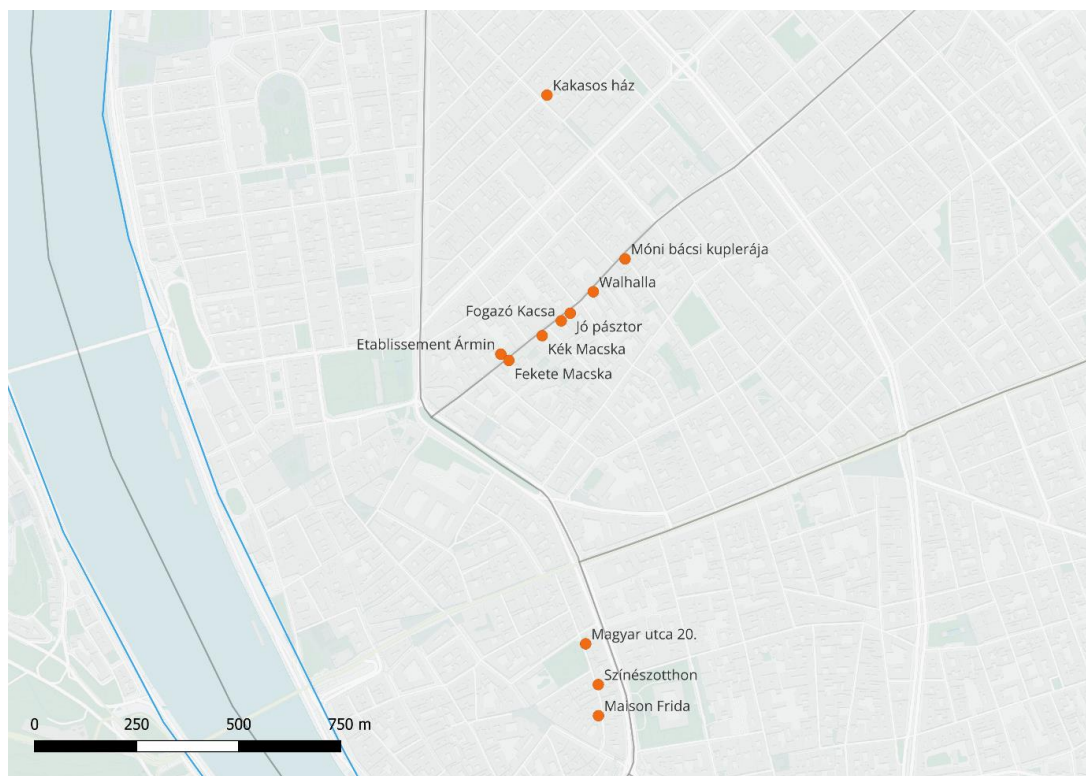 Kakasos ház
Móni bácsi kuplerája
Walhalla
Fogazó Kacsa
Jó pásztor
Etablissement Ármin
Kék Macska
Fekete Macska
Magyar utca 20.
Színészotthon
Maison Frida
0 250 500 750 m